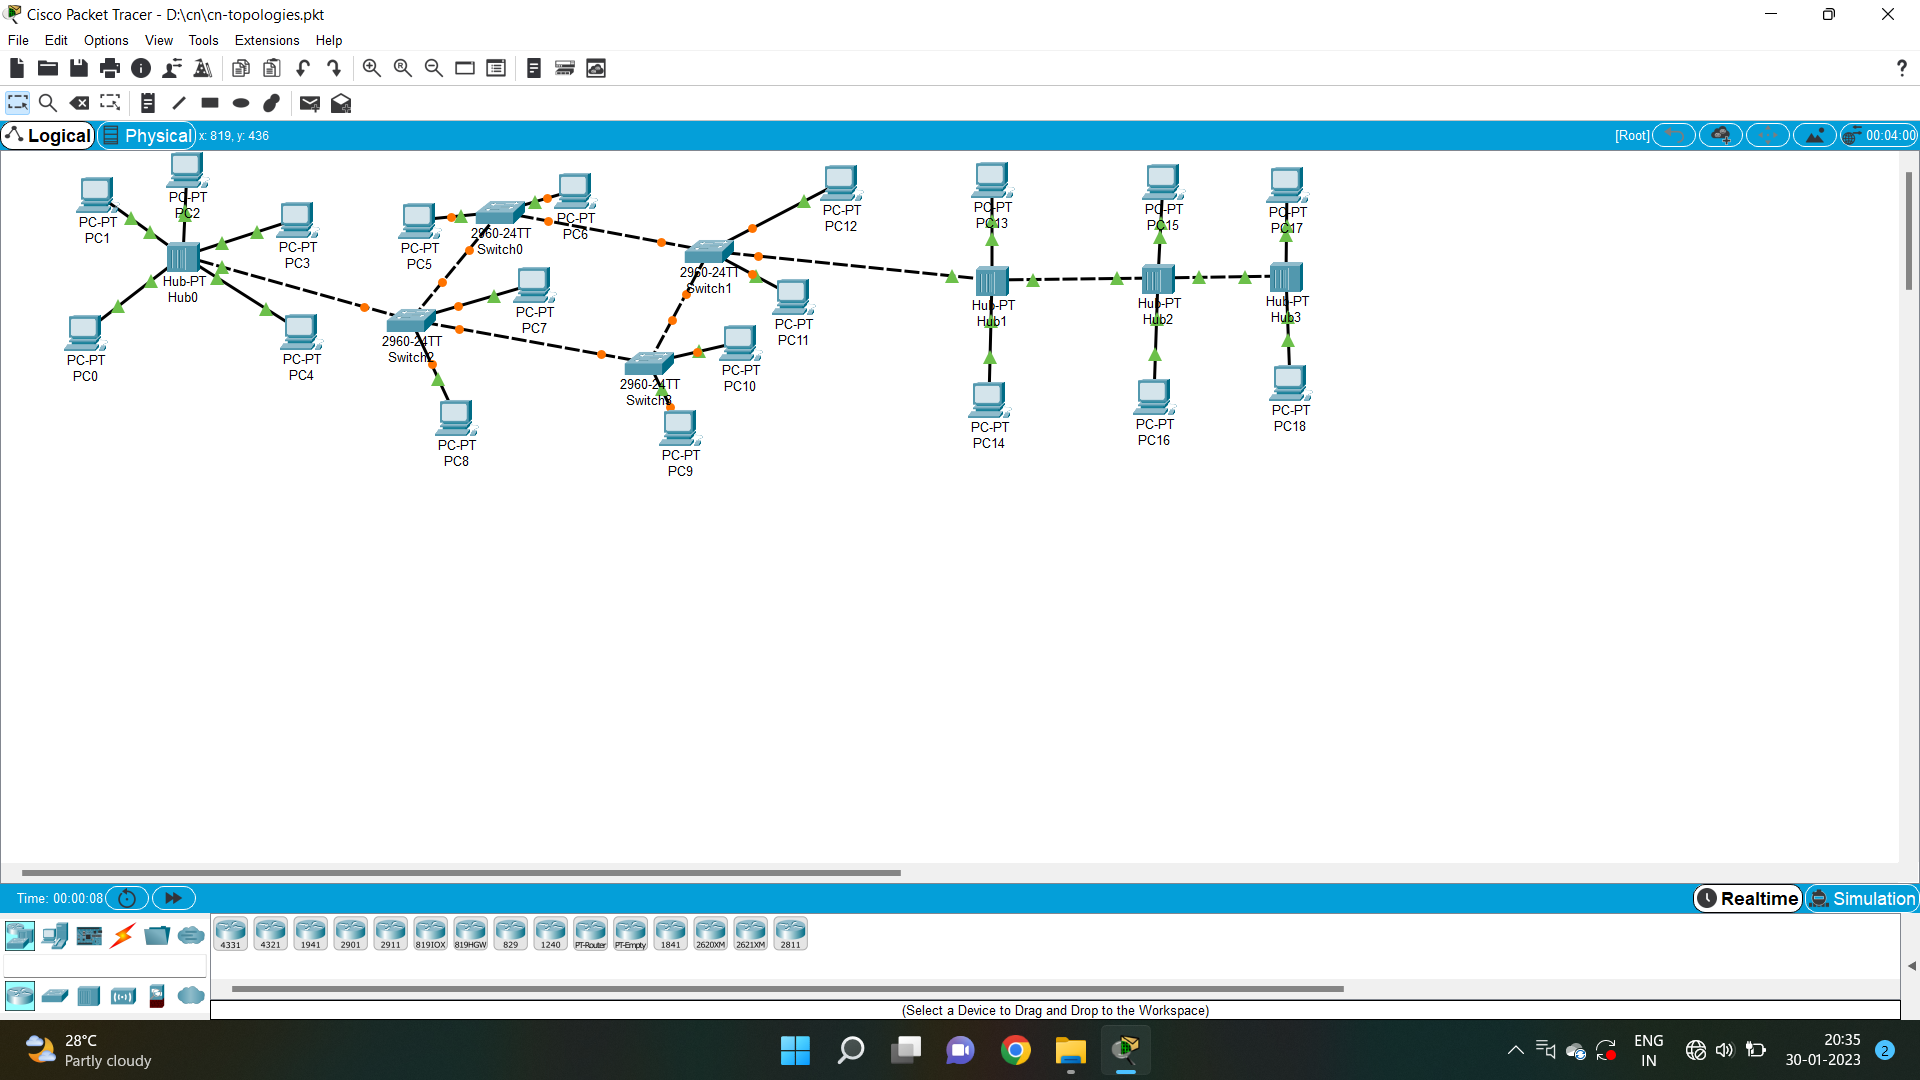 Cisco Packet Tracer - D:\cn\cn-topologies.pkt
File Edit Options View Tools Extensions Help
?
Logical Physical x: 819, y: 436 [Root] 00:04:00
PC-PT
PC1
PC-PT
PC2
PC-PT
PC3
Hub-PT
Hub0
PC-PT
PC0
PC-PT
PC4
PC-PT
PC5
2960-24TT
Switch0
PC-PT
PC6
PC-PT
PC7
2960-24TT
Switch2
PC-PT
PC8
2960-24TT
Switch1
PC-PT
PC12
PC-PT
PC11
PC-PT
PC10
2960-24TT
Switch3
PC-PT
PC9
PC-PT
PC13
Hub-PT
Hub1
PC-PT
PC14
PC-PT
PC15
Hub-PT
Hub2
PC-PT
PC16
PC-PT
PC17
Hub-PT
Hub3
PC-PT
PC18
Time: 00:00:08 Realtime Simulation
4331 4321 1941 2901 2911 819IOX 819HGW 829 1240 PT-Router PT-Empty 1841 2620XM 2621XM 2811
(Select a Device to Drag and Drop to the Workspace)
28°C
Partly cloudy
ENG
IN
20:35
30-01-2023
2